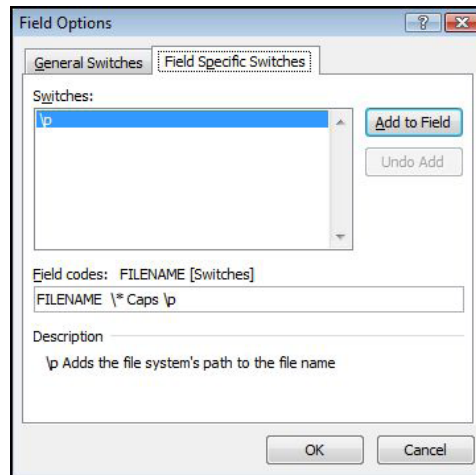 Field Options
General Switches
Field Specific Switches
Switches:
\p
Add to Field
Undo Add
Field codes: FILENAME [Switches]
FILENAME \* Caps \p
Description
\p Adds the file system's path to the file name
OK
Cancel